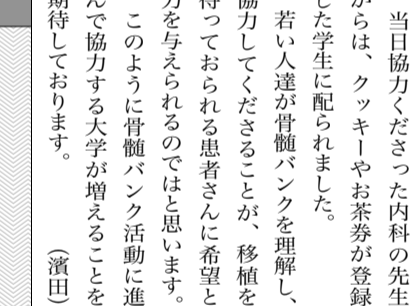 当日協力くださった内科の先生
からは、クッキーやお茶券が登録
した学生に配られました。
若い人達が骨髄バンクを理解し、
協力してくださることが、移植を
待っておられる患者さんに希望と
力を与えられるのではと思います。
このように骨髄バンク活動に進
んで協力する大学が増えることを
期待しております。
（濱田）